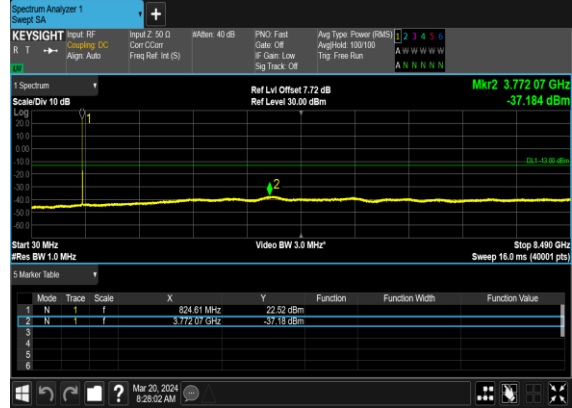 Spectrum Analyzer 1
Swept SA
+
KEYSIGHT
R T
Input: RF
Coupling: DC
Align: Auto
Input Z: 50 Ω
Corr CCorr
Freq Ref: Int (S)
#Atten: 40 dB
PNO: Fast
Gate: Off
IF Gain: Low
Sig Track: Off
Avg Type: Power (RMS)
Avg|Hold: 100/100
Trig: Free Run
1 2 3 4 5 6
A W W W W W
A N N N N N
1 Spectrum
Scale/Div 10 dB
Ref Lvl Offset 7.72 dB
Ref Level 30.00 dBm
Mkr2 3.772 07 GHz
-37.184 dBm
Log
20.0
10.0
0.00
-10.0
-20.0
-30.0
-40.0
-50.0
-60.0
1
2
DL1 -13.00 dBm
Start 30 MHz
#Res BW 1.0 MHz
Video BW 3.0 MHz*
Stop 8.490 GHz
Sweep 16.0 ms (40001 pts)
5 Marker Table
Mode Trace Scale X Y Function Function Width Function Value
1 N 1 f 824.61 MHz 22.52 dBm
2 N 1 f 3.772 07 GHz -37.18 dBm
3
4
5
6
?
Mar 20, 2024
8:28:02 AM